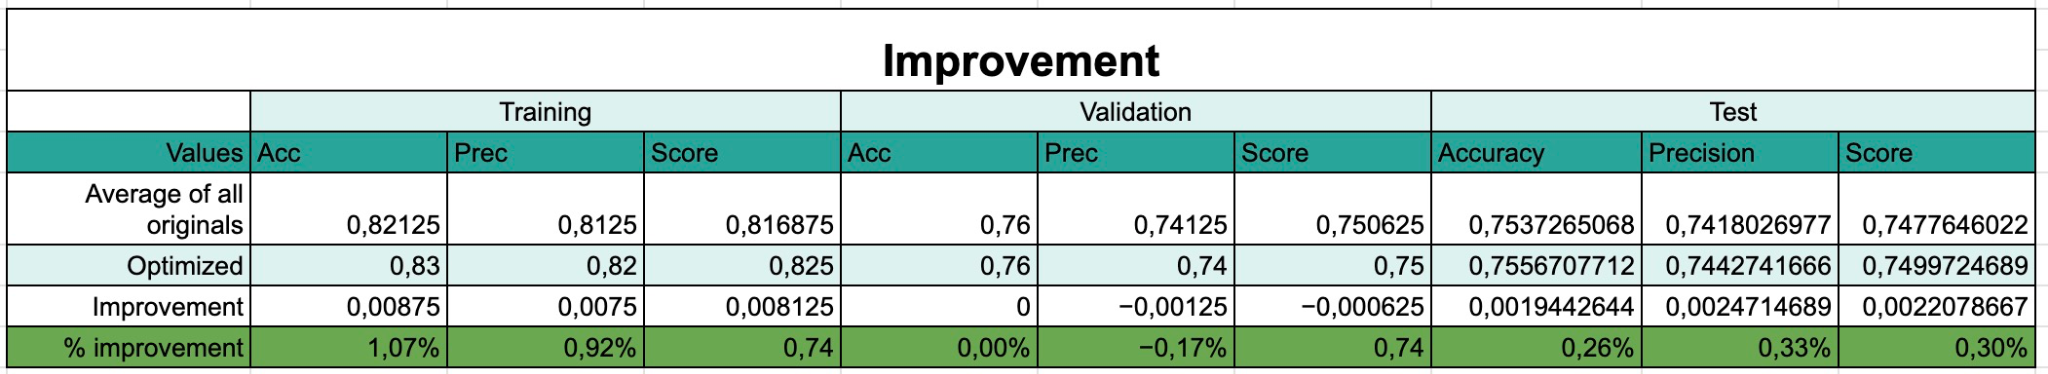 Improvement
Training Validation Test
Values Acc Prec Score Acc Prec Score Accuracy Precision Score
Average of all
originals 0,82125 0,8125 0,816875 0,76 0,74125 0,750625 0,7537265068 0,7418026977 0,7477646022
Optimized 0,83 0,82 0,825 0,76 0,74 0,75 0,7556707712 0,7442741666 0,7499724689
Improvement 0,00875 0,0075 0,008125 0 −0,00125 −0,000625 0,0019442644 0,0024714689 0,0022078667
% improvement 1,07% 0,92% 0,74 0,00% −0,17% 0,74 0,26% 0,33% 0,30%